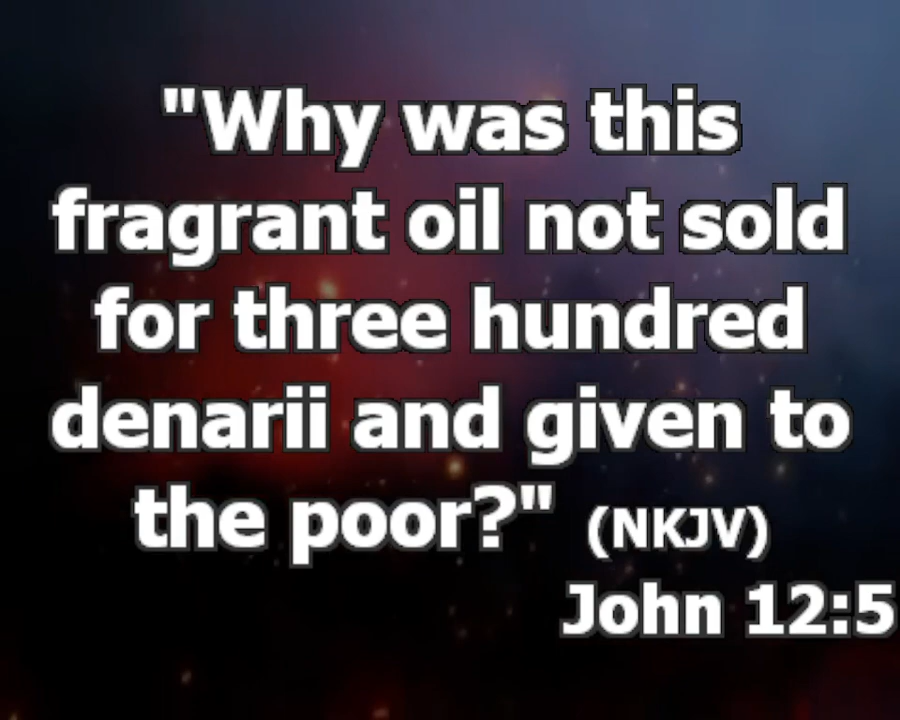 "Why was this
fragrant oil not sold
for three hundred
denarii and given to
the poor?" (NKJV)
John 12:5